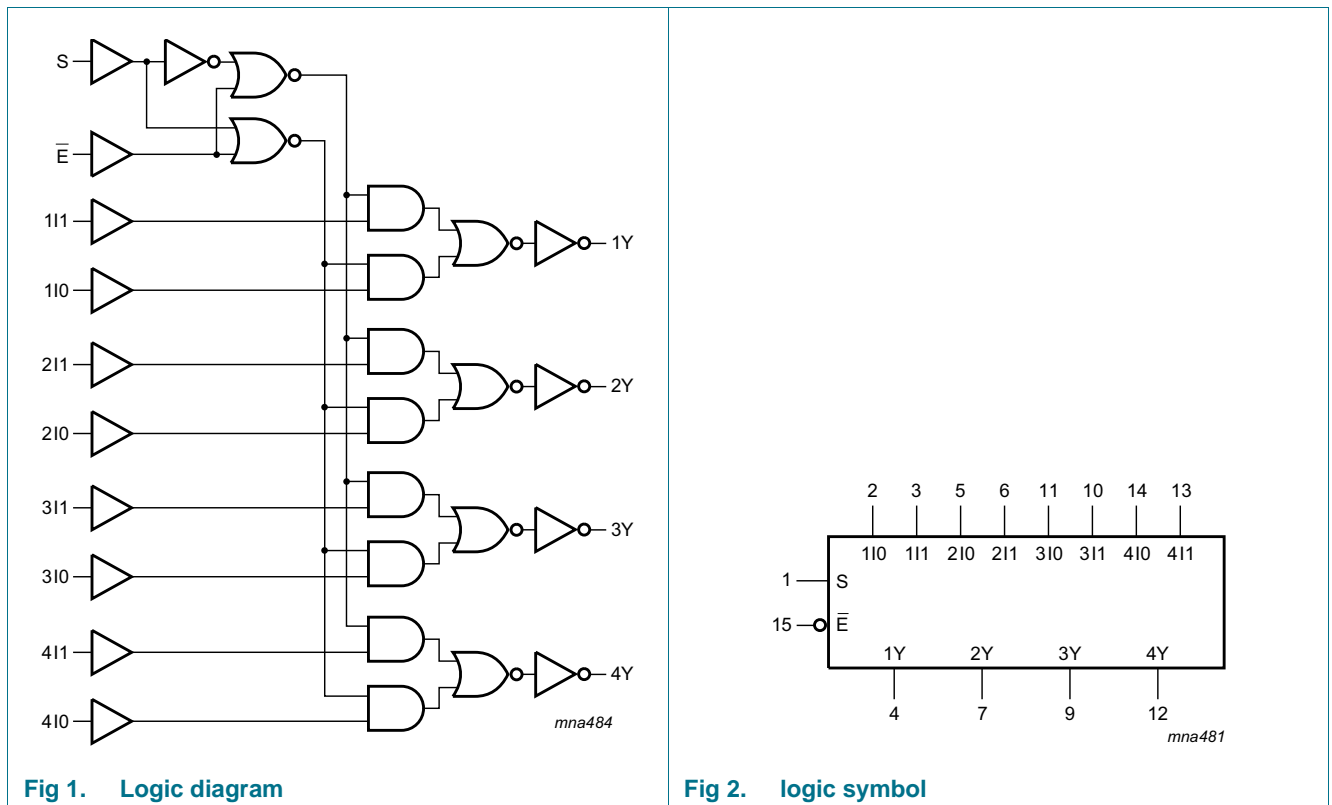 S
E̅
1I1
1I0
1Y
2I1
2I0
2Y
3I1
3I0
3Y
4I1
4I0
4Y
mna484
Fig 1. Logic diagram
2 3 5 6 11 10 14 13
1I0 1I1 2I0 2I1 3I0 3I1 4I0 4I1
1 S
15 E̅
1Y 2Y 3Y 4Y
4 7 9 12
mna481
Fig 2. logic symbol